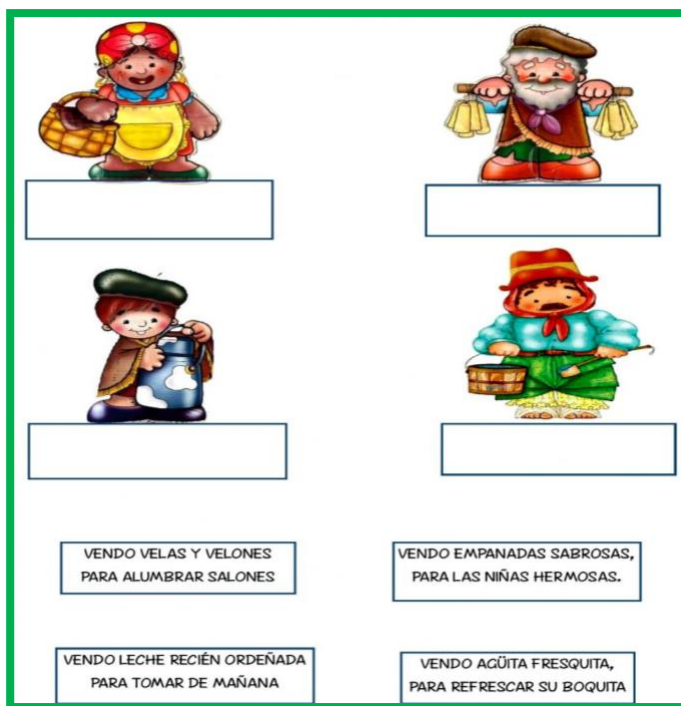 VENDO VELAS Y VELONES
PARA ALUMBRAR SALONES
VENDO EMPANADAS SABROSAS,
PARA LAS NIÑAS HERMOSAS.
VENDO LECHE RECIÉN ORDEÑADA
PARA TOMAR DE MAÑANA
VENDO AGÜITA FRESQUITA,
PARA REFRESCAR SU BOQUITA